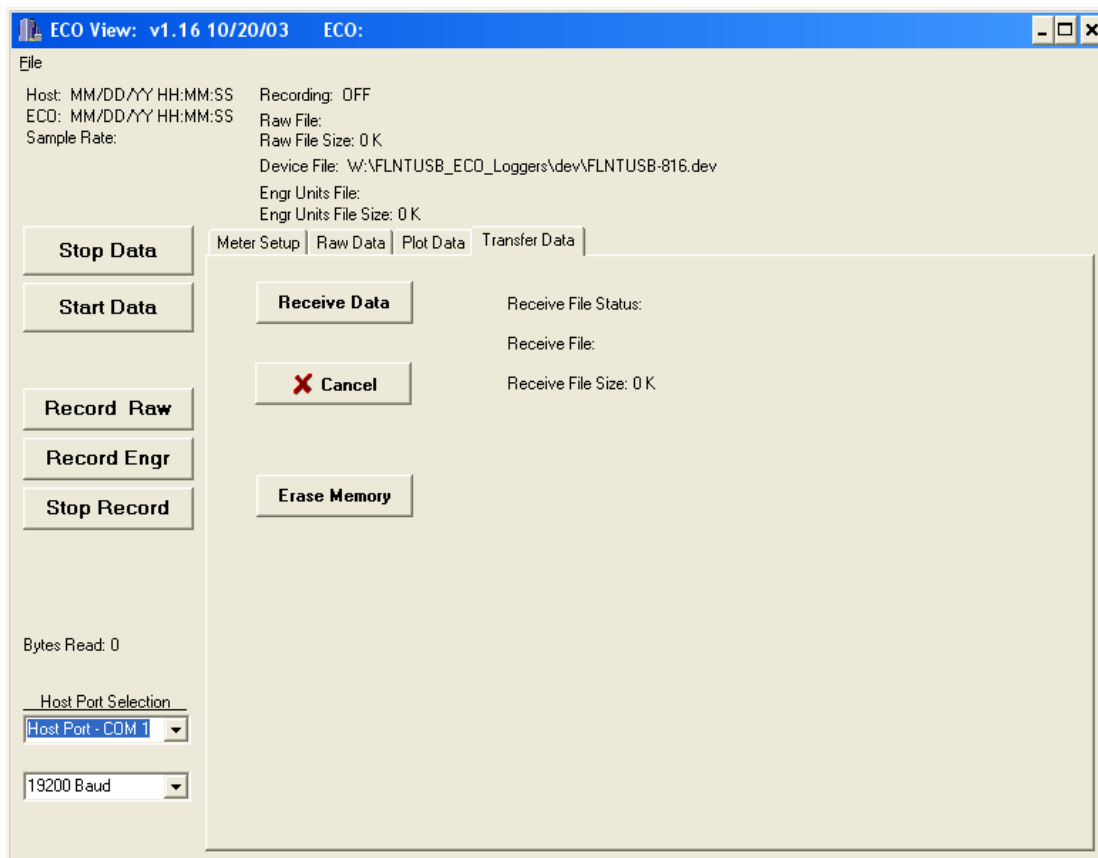 ECO View: v1.16 10/20/03 ECO:
File
Host: MM/DD/YY HH:MM:SS
ECO: MM/DD/YY HH:MM:SS
Sample Rate:
Recording: OFF
Raw File:
Raw File Size: 0 K
Device File: W:\FLNTUSB_ECO_Loggers\dev\FLNTUSB-816.dev
Engr Units File:
Engr Units File Size: 0 K
Stop Data
Start Data
Record Raw
Record Engr
Stop Record
Bytes Read: 0
Host Port Selection
Host Port - COM 1
19200 Baud
Meter Setup Raw Data Plot Data Transfer Data
Receive Data
Cancel
Erase Memory
Receive File Status:
Receive File:
Receive File Size: 0 K